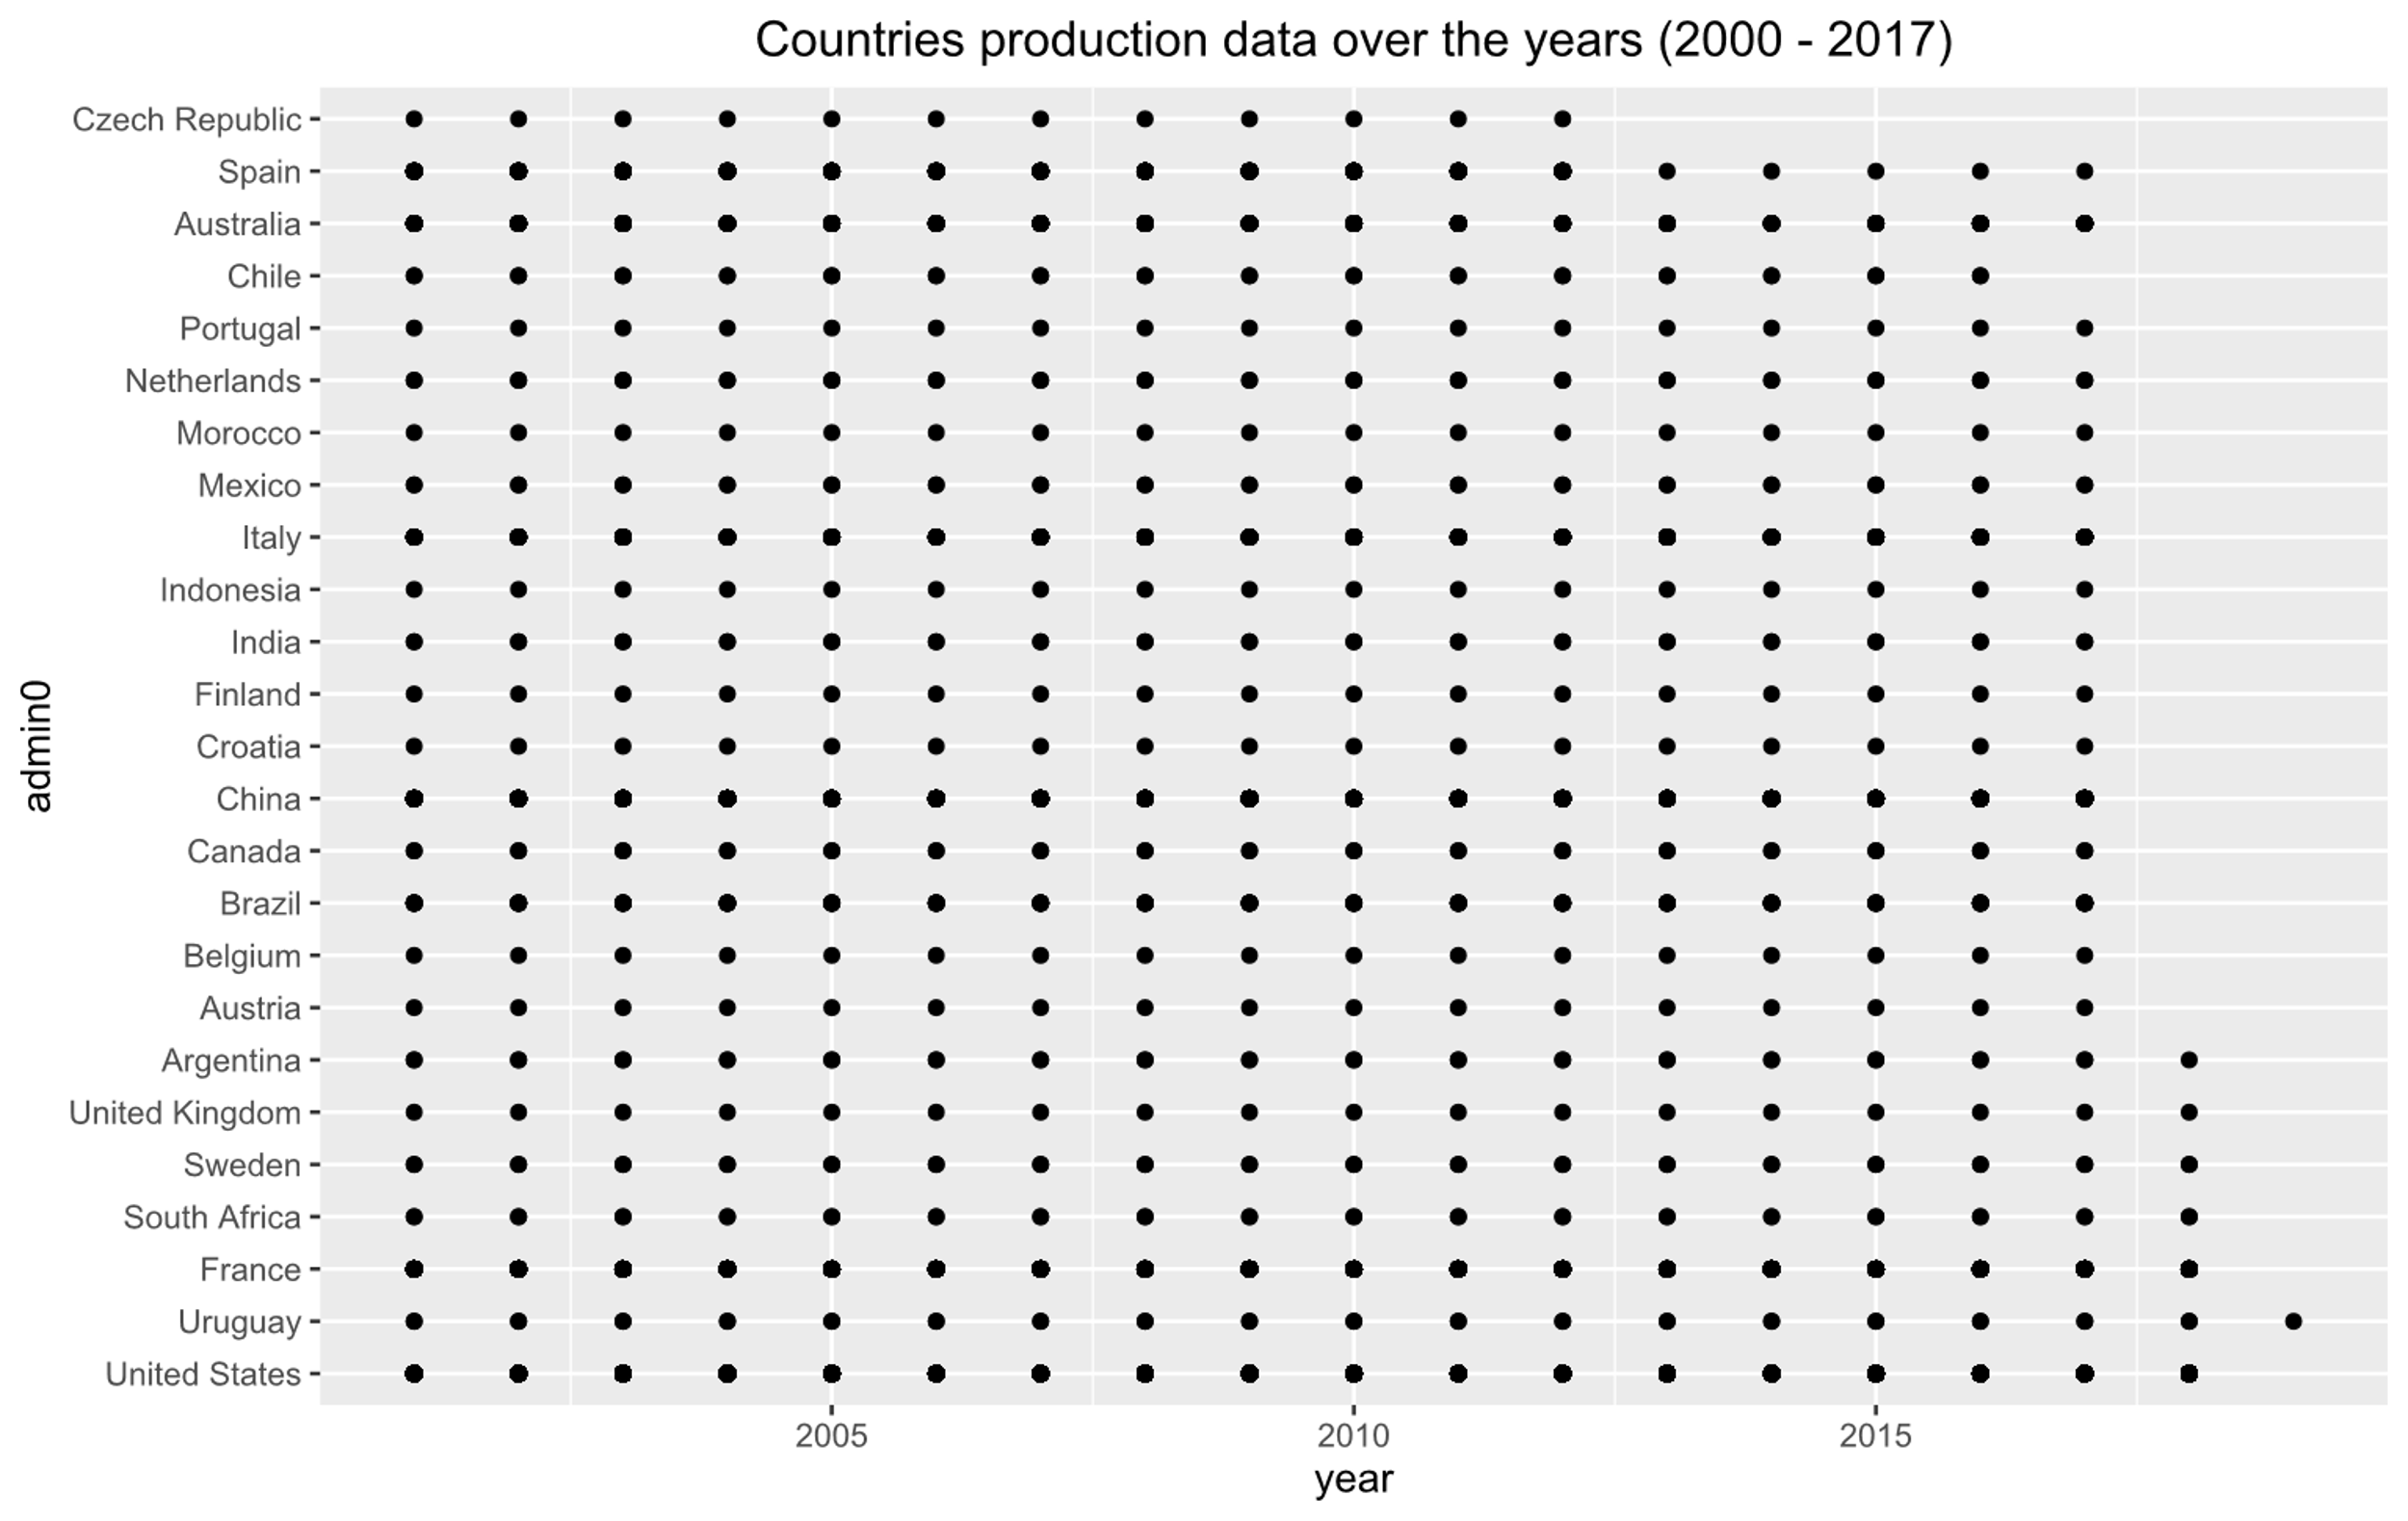 Countries production data over the years (2000 - 2017)
Czech Republic
Spain
Australia
Chile
Portugal
Netherlands
Morocco
Mexico
Italy
Indonesia
India
Finland
Croatia
China
Canada
Brazil
Belgium
Austria
Argentina
United Kingdom
Sweden
South Africa
France
Uruguay
United States
admin0
2005 2010 2015
year